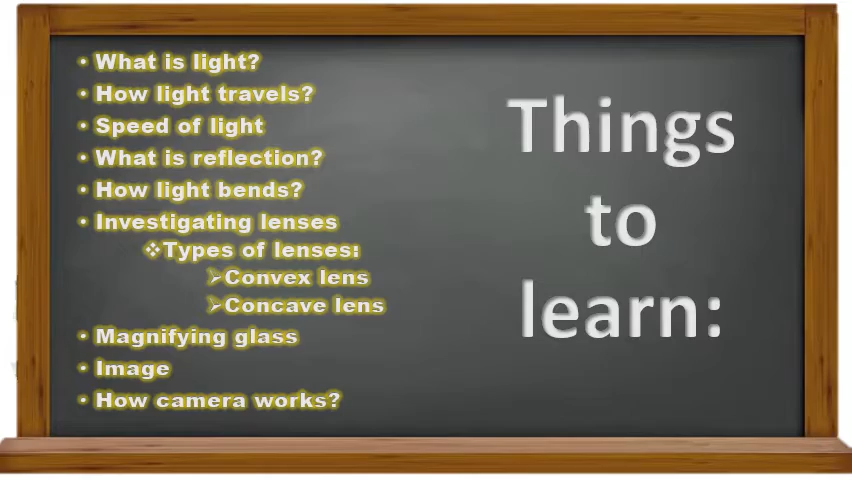 • What is light?
• How light travels?
• Speed of light
• What is reflection?
• How light bends?
• Investigating lenses
❖Types of lenses:
➢Convex lens
➢Concave lens
• Magnifying glass
• Image
• How camera works?
Things
to
learn: